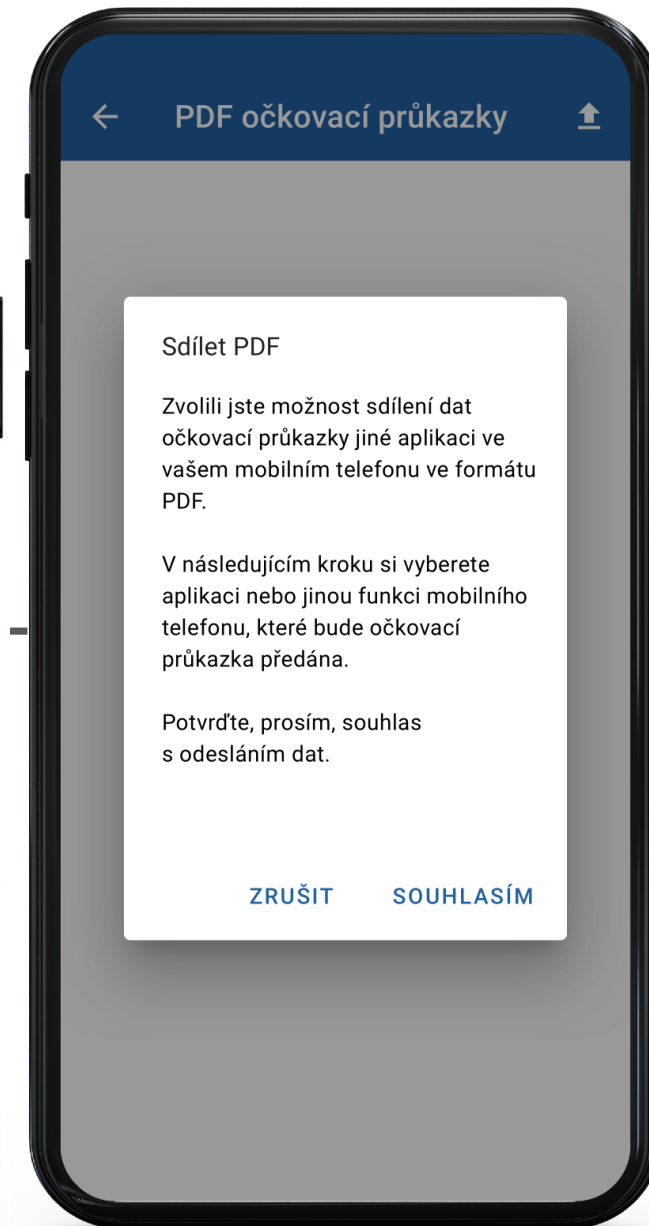 PDF očkovací průkazky
Sdílet PDF
Zvolili jste možnost sdílení dat
očkovací průkazky jiné aplikaci ve
vašem mobilním telefonu ve formátu
PDF.
V následujícím kroku si vyberete
aplikaci nebo jinou funkci mobilního
telefonu, které bude očkovací
průkazka předána.
Potvrďte, prosím, souhlas
s odesláním dat.
ZRUŠIT SOUHLASÍM